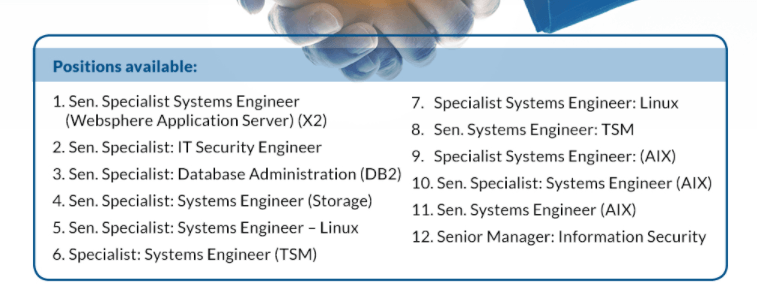 Positions available:
1. Sen. Specialist Systems Engineer
(Websphere Application Server) (X2)
2. Sen. Specialist: IT Security Engineer
3. Sen. Specialist: Database Administration (DB2)
4. Sen. Specialist: Systems Engineer (Storage)
5. Sen. Specialist: Systems Engineer – Linux
6. Specialist: Systems Engineer (TSM)
7. Specialist Systems Engineer: Linux
8. Sen. Systems Engineer: TSM
9. Specialist Systems Engineer: (AIX)
10. Sen. Specialist: Systems Engineer (AIX)
11. Sen. Systems Engineer (AIX)
12. Senior Manager: Information Security